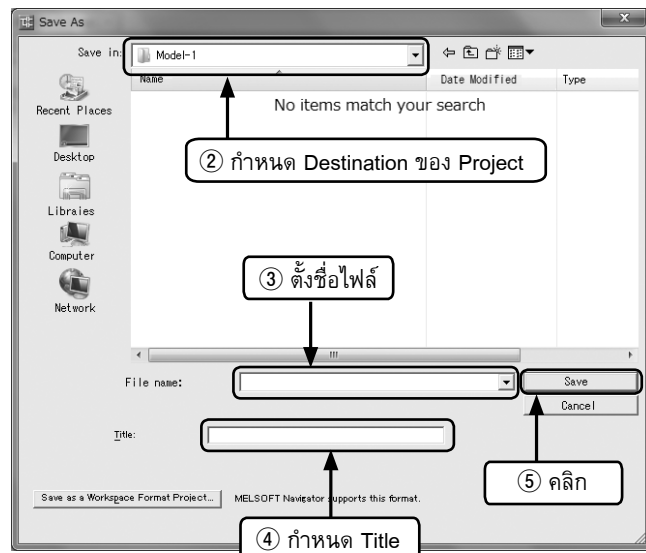 Save As
Save in:
Model-1
Name
Date Modified
Type
No items match your search
Recent Places
② กำหนด Destination ของ Project
Desktop
Libraies
Computer
③ ตั้งชื่อไฟล์
Network
File name:
Save
Cancel
Title:
⑤ คลิก
Save as a Workspace Format Project...
MELSOFT Navigator supports this format.
④ กำหนด Title